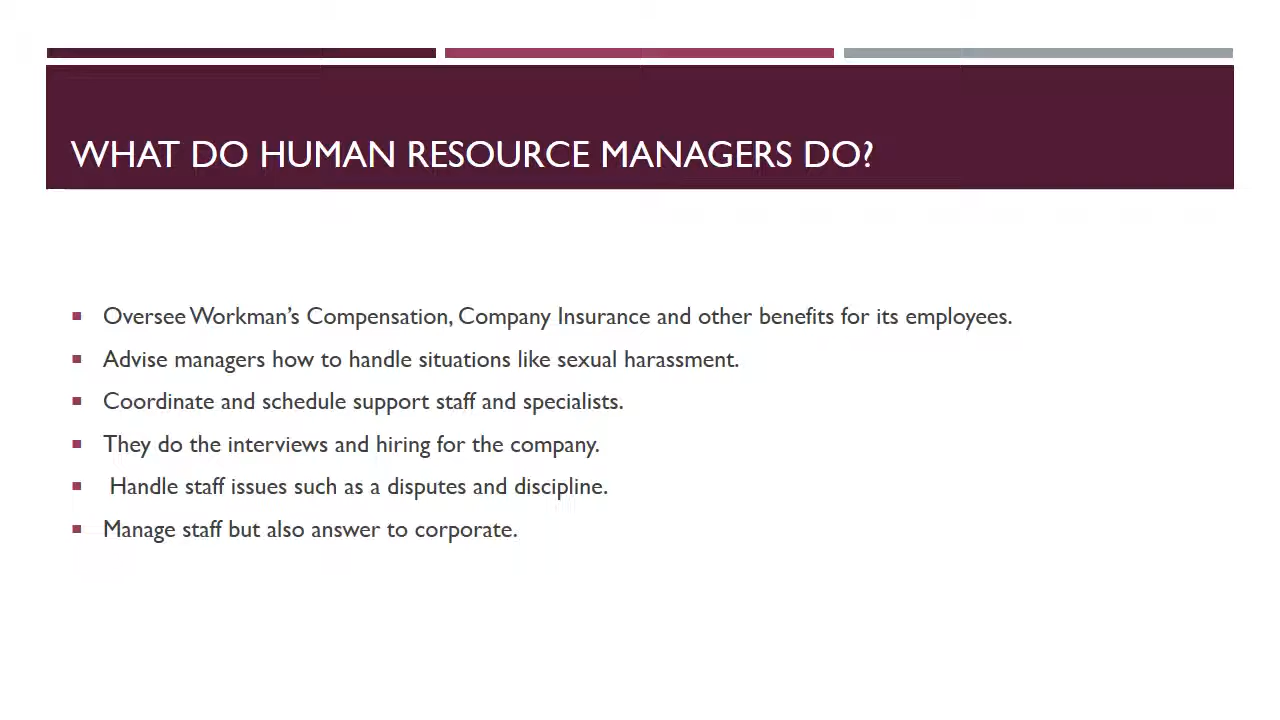 WHAT DO HUMAN RESOURCE MANAGERS DO?
▪ Oversee Workman's Compensation, Company Insurance and other benefits for its employees.
▪ Advise managers how to handle situations like sexual harassment.
▪ Coordinate and schedule support staff and specialists.
▪ They do the interviews and hiring for the company.
▪ Handle staff issues such as a disputes and discipline.
▪ Manage staff but also answer to corporate.